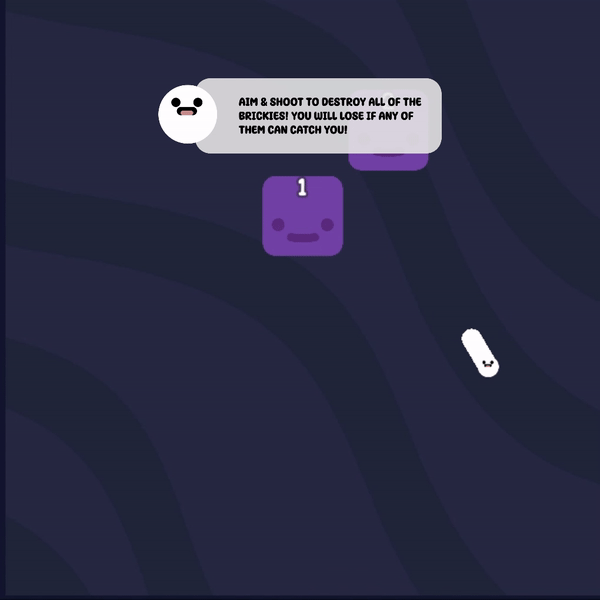 AIM & SHOOT TO DESTROY ALL OF THE
BRICKIES! YOU WILL LOSE IF ANY OF
THEM CAN CATCH YOU!
1